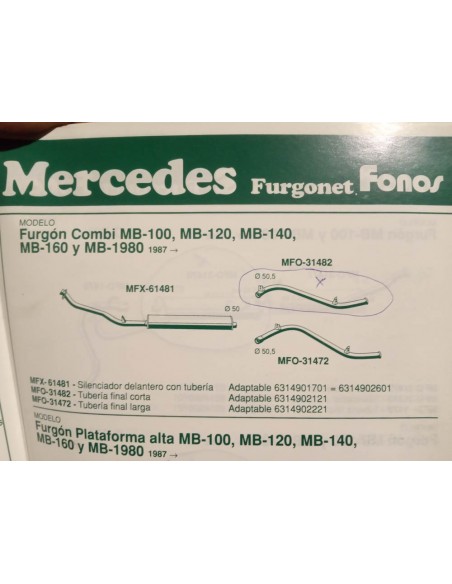 Mercedes Furgonet. Fonos
MODELO
Furgón Combi MB-100, MB-120, MB-140,
MB-160 y MB-1980 1987 →
MFO-31482
Ø 50,5
x
MFX-61481
Ø 50
Ø 50,5
MFO-31472
MFX-61481 - Silenciador delantero con tubería Adaptable 6314901701 = 6314902601
MFO-31482 - Tubería final corta Adaptable 6314902121
MFO-31472 - Tubería final larga Adaptable 6314902221
MODELO
Furgón Plataforma alta MB-100, MB-120, MB-140,
MB-160 y MB-1980 1987 →